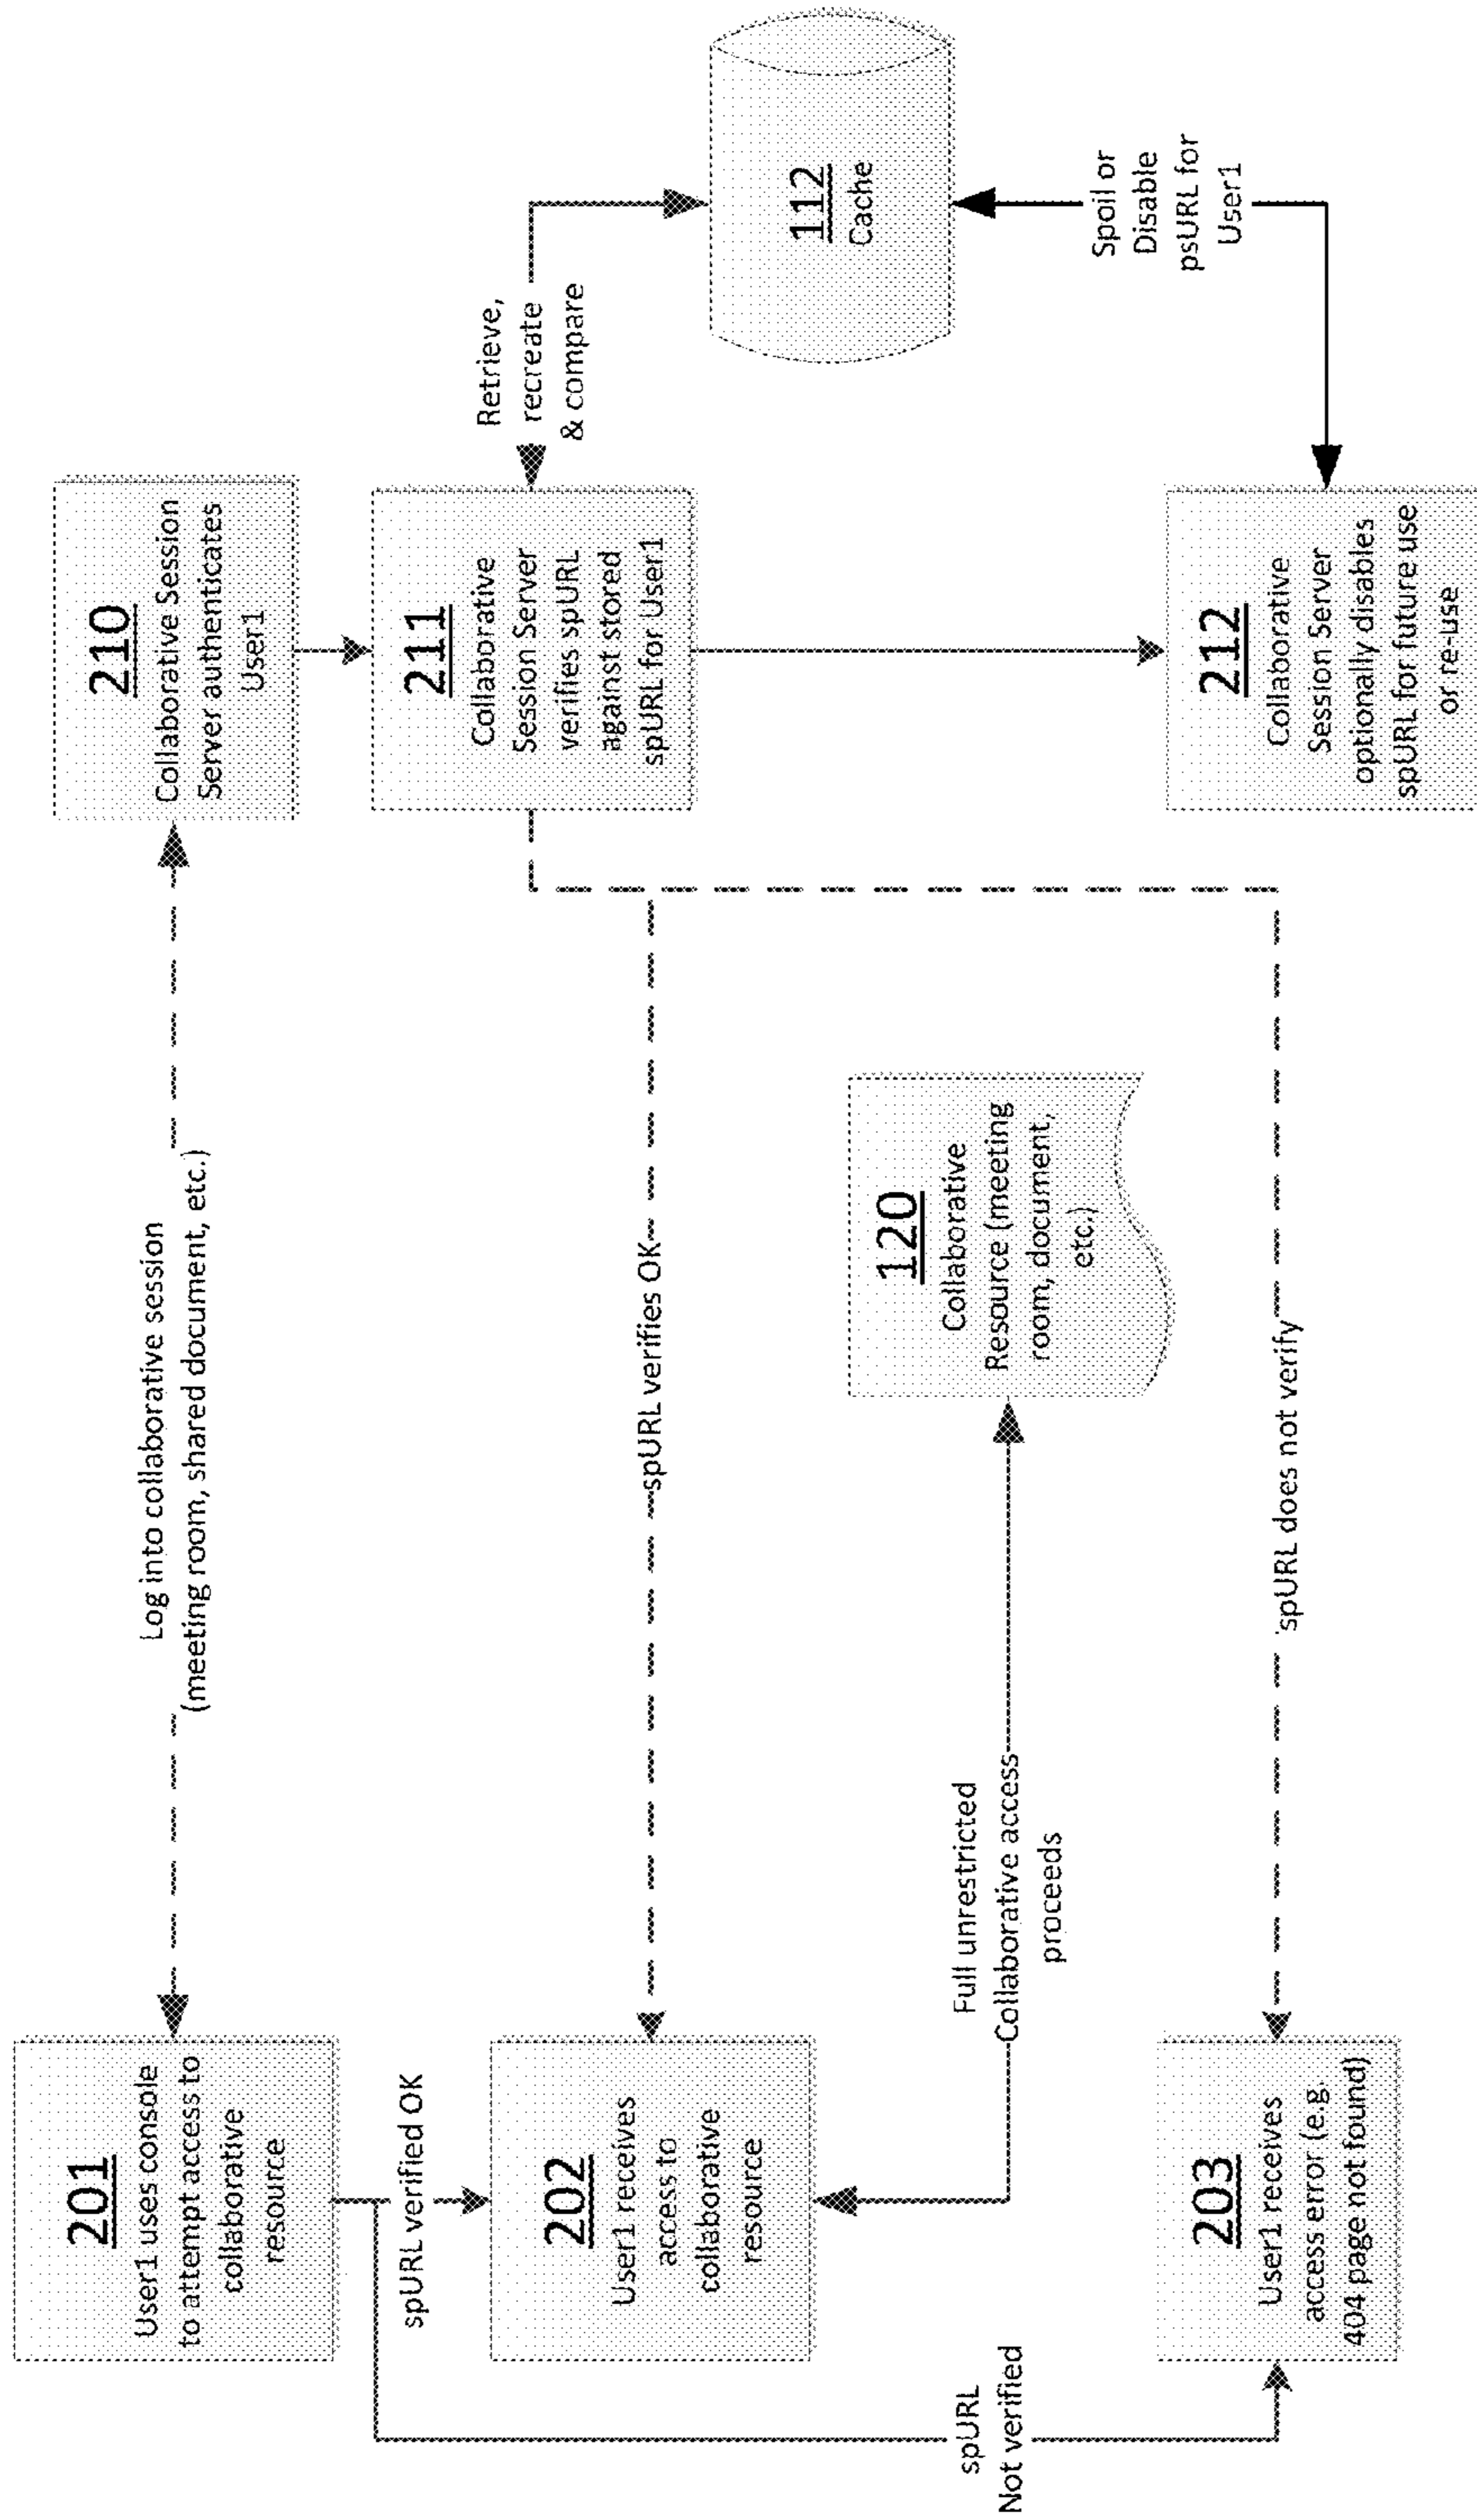 201
User1 uses console
to attempt access to
collaborative
resource
Log into collaborative session
(meeting room, shared document, etc.)
210
Collaborative Session
Server authenticates
User1
spURL verified OK
211
Collaborative
Session Server
verifies spURL
against stored
spURL for User1
Retrieve,
recreate
& compare
202
User1 receives
access to
collaborative
resource
spURL verifies OK
112
Cache
Full unrestricted
Collaborative access
proceeds
120
Collaborative
Resource (meeting
room, document,
etc.)
Spoil or
Disable
psURL for
User1
spURL
Not verified
203
User1 receives
access error (e.g.
404 page not found)
spURL does not verify
212
Collaborative
Session Server
optionally disables
spURL for future use
or re-use